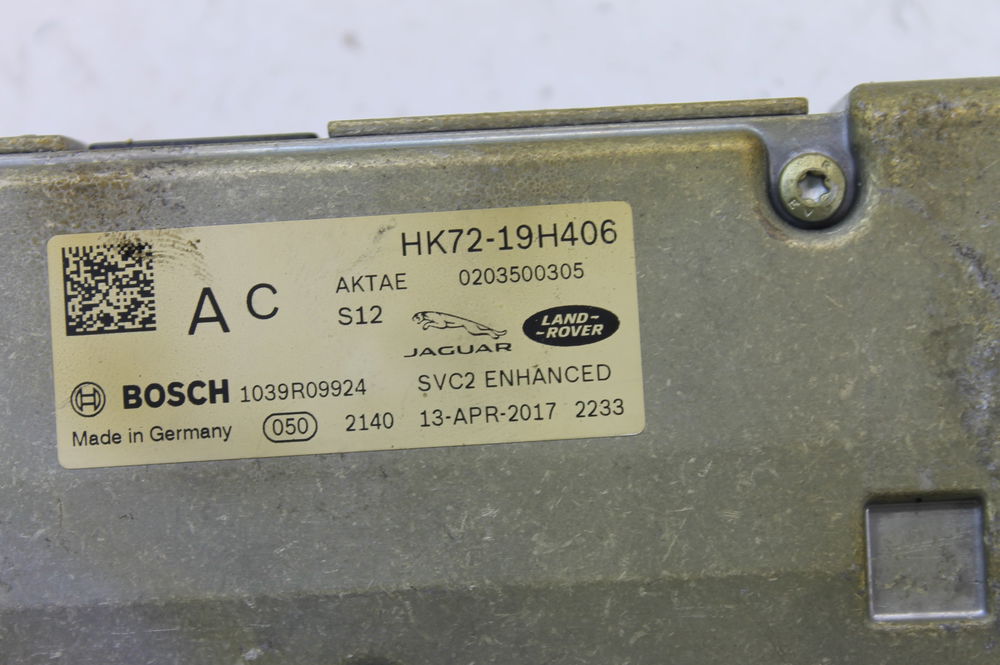 HK72-19H406
A C
AKTAE 0203500305
S12
JAGUAR
LAND-
-ROVER
BOSCH 1039R09924
SVC2 ENHANCED
Made in Germany 050 2140 13-APR-2017 2233